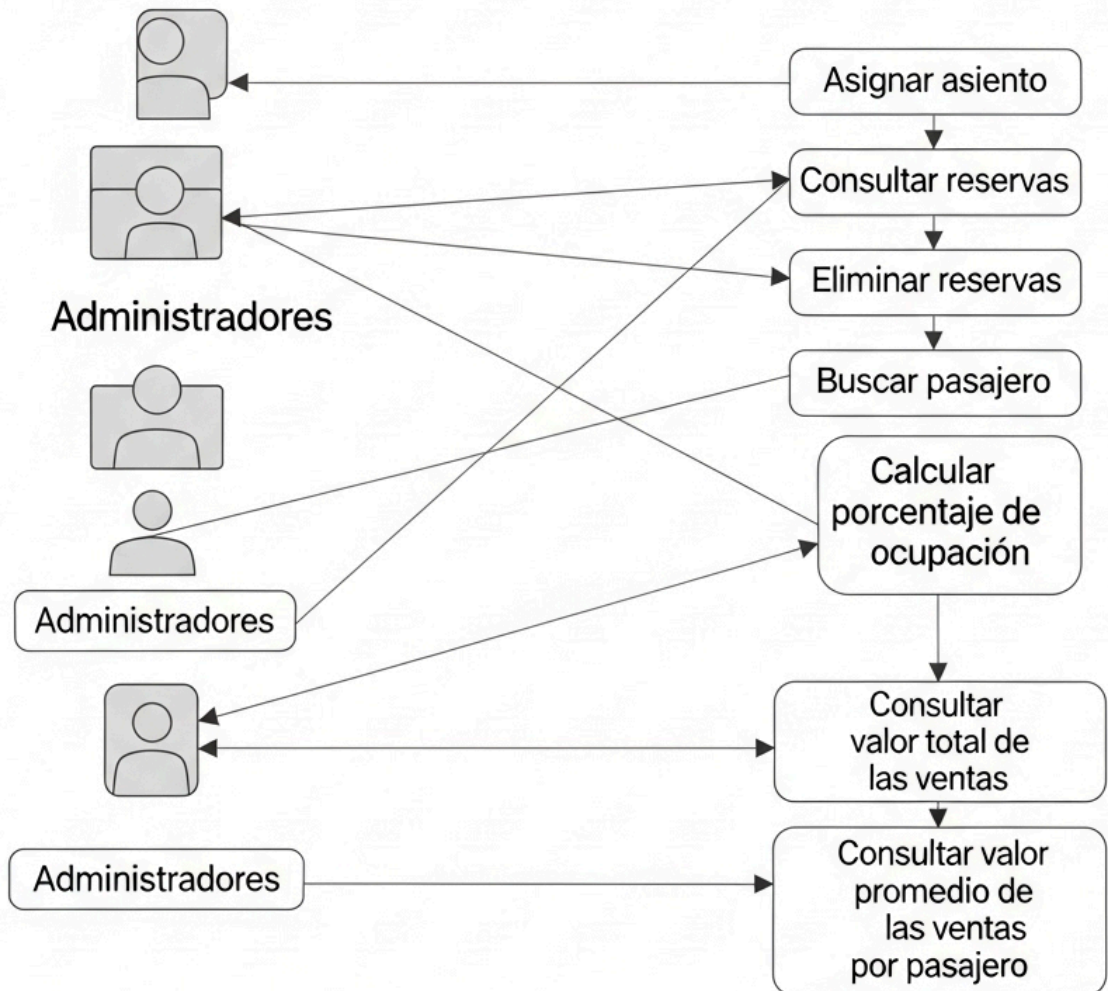 Asignar asiento
Consultar reservas
Eliminar reservas
Administradores
Buscar pasajero
Calcular
porcentaje de
ocupación
Administradores
Consultar
valor total de
las ventas
Administradores
Consultar valor
promedio de
las ventas
por pasajero